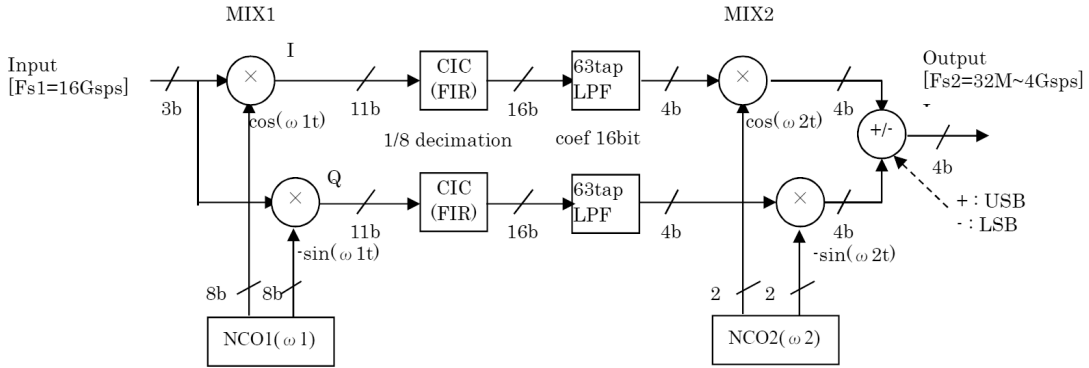 MIX1
MIX2
Input
[Fs1=16Gsps]
3b
×
I
11b
CIC
(FIR)
16b
63tap
LPF
4b
×
4b
Output
[Fs2=32M~4Gsps]
+/-
4b
cos(ω1t)
1/8 decimation
coef 16bit
cos(ω2t)
×
Q
11b
CIC
(FIR)
16b
63tap
LPF
4b
×
4b
+ : USB
- : LSB
-sin(ω1t)
-sin(ω2t)
8b
8b
2
2
NCO1(ω1)
NCO2(ω2)